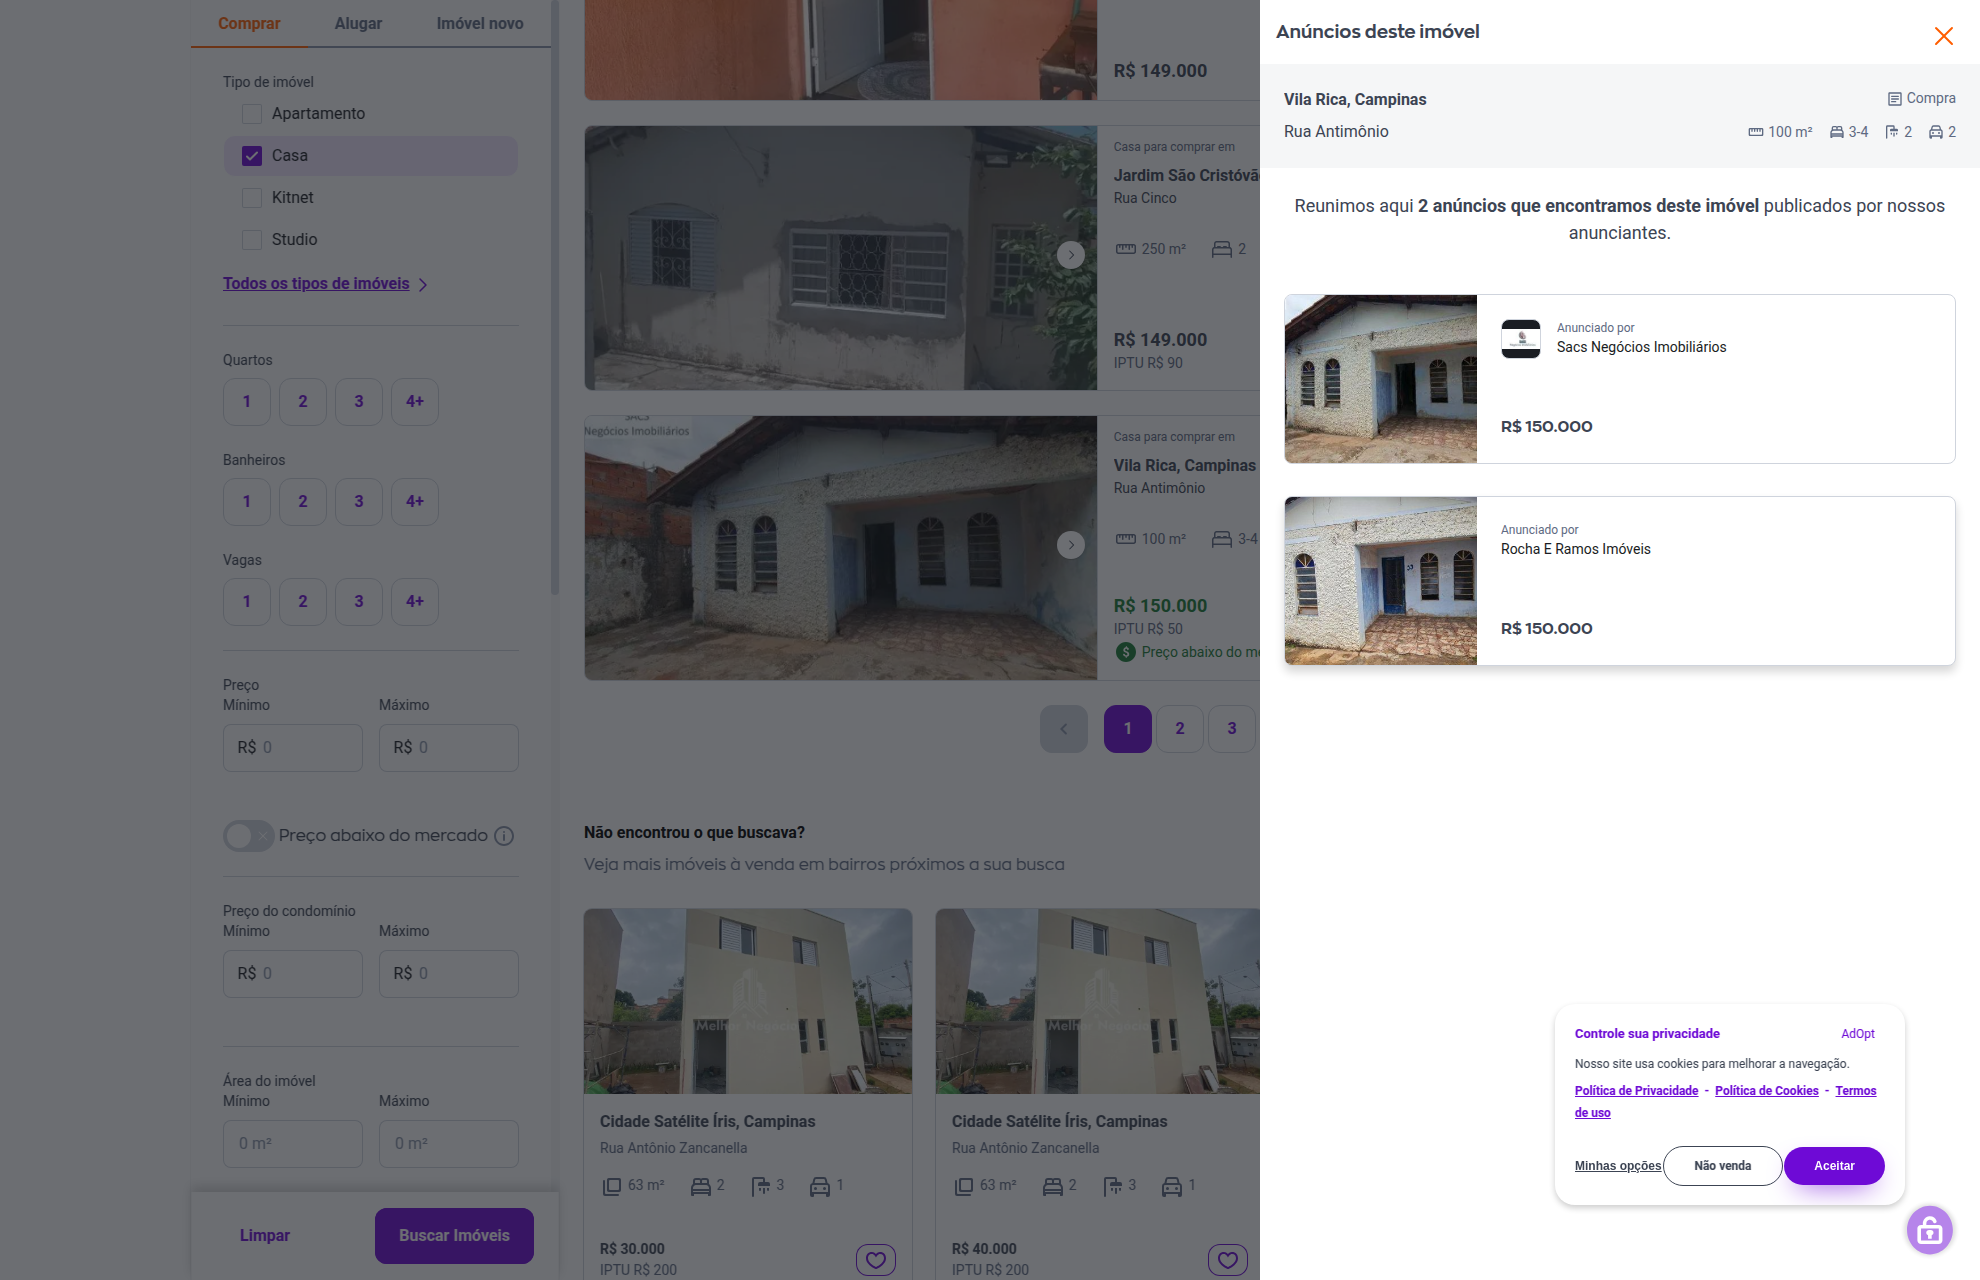 Comprar
Alugar
Imóvel novo
Tipo de imóvel
Apartamento
Casa
Kitnet
Studio
Todos os tipos de imóveis
Quartos
1 2 3 4+
Banheiros
1 2 3 4+
Vagas
1 2 3 4+
Preço
Mínimo Máximo
R$ 0 R$ 0
Preço abaixo do mercado
Preço do condomínio
Mínimo Máximo
R$ 0 R$ 0
Área do imóvel
Mínimo Máximo
0 m² 0 m²
Limpar
Buscar Imóveis
R$ 149.000
Casa para comprar em
Jardim São Cristóvã
Rua Cinco
250 m² 2
R$ 149.000
IPTU R$ 90
SACS
Negócios Imobiliários
Casa para comprar em
Vila Rica, Campinas
Rua Antimônio
100 m² 3-4
R$ 150.000
IPTU R$ 50
Preço abaixo do me
1 2 3
Não encontrou o que buscava?
Veja mais imóveis à venda em bairros próximos a sua busca
Melhor Negócio
Cidade Satélite Íris, Campinas
Rua Antônio Zancanella
63 m² 2 3 1
R$ 30.000
IPTU R$ 200
Melhor Negócio
Cidade Satélite Íris, Campinas
Rua Antônio Zancanella
63 m² 2 3 1
R$ 40.000
IPTU R$ 200
Anúncios deste imóvel
Vila Rica, Campinas
Compra
Rua Antimônio
100 m² 3-4 2 2
Reunimos aqui 2 anúncios que encontramos deste imóvel publicados por nossos
anunciantes.
Anunciado por
Sacs Negócios Imobiliários
R$ 150.000
Anunciado por
Rocha E Ramos Imóveis
R$ 150.000
Controle sua privacidade
AdOpt
Nosso site usa cookies para melhorar a navegação.
Política de Privacidade - Política de Cookies - Termos
de uso
Minhas opções
Não venda
Aceitar